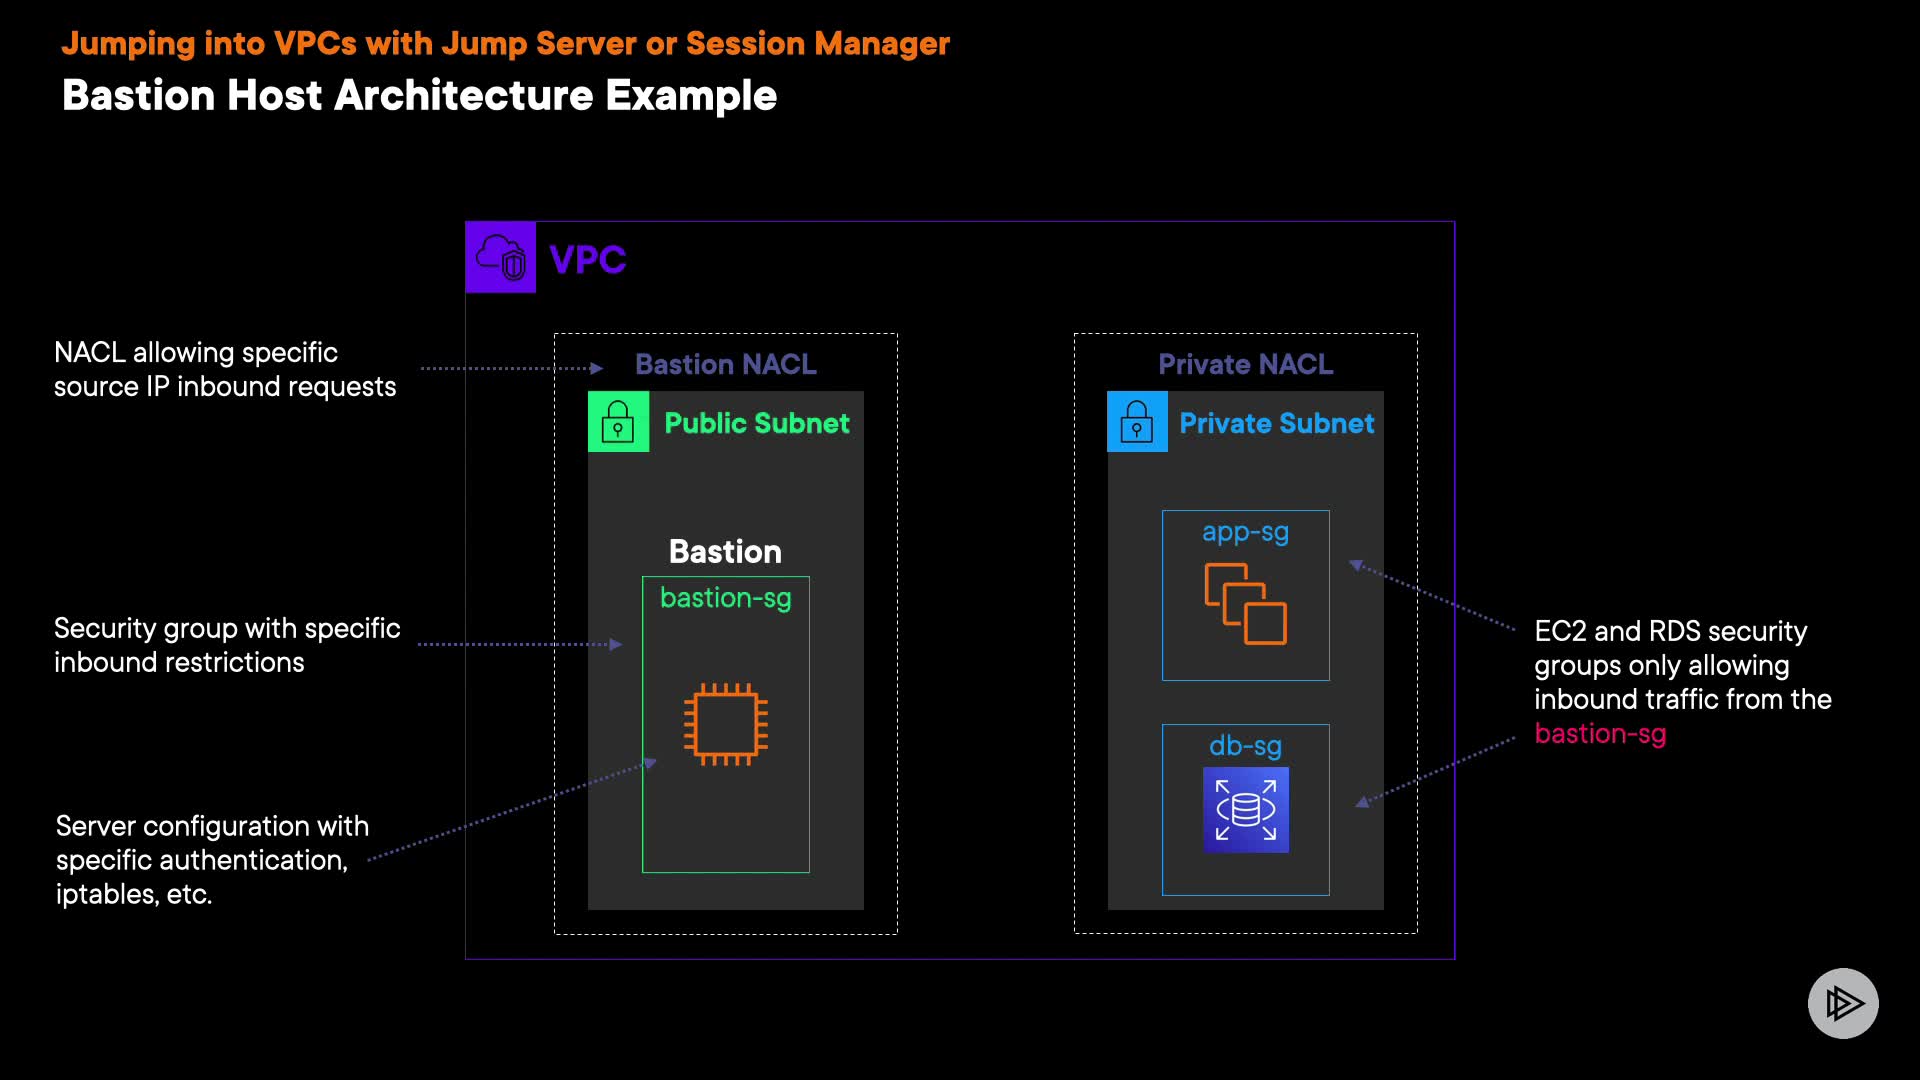 Jumping into VPCs with Jump Server or Session Manager
Bastion Host Architecture Example
VPC
NACL allowing specific
source IP inbound requests
Bastion NACL
Public Subnet
Bastion
bastion-sg
Security group with specific
inbound restrictions
Server configuration with
specific authentication,
iptables, etc.
Private NACL
Private Subnet
app-sg
db-sg
EC2 and RDS security
groups only allowing
inbound traffic from the
bastion-sg